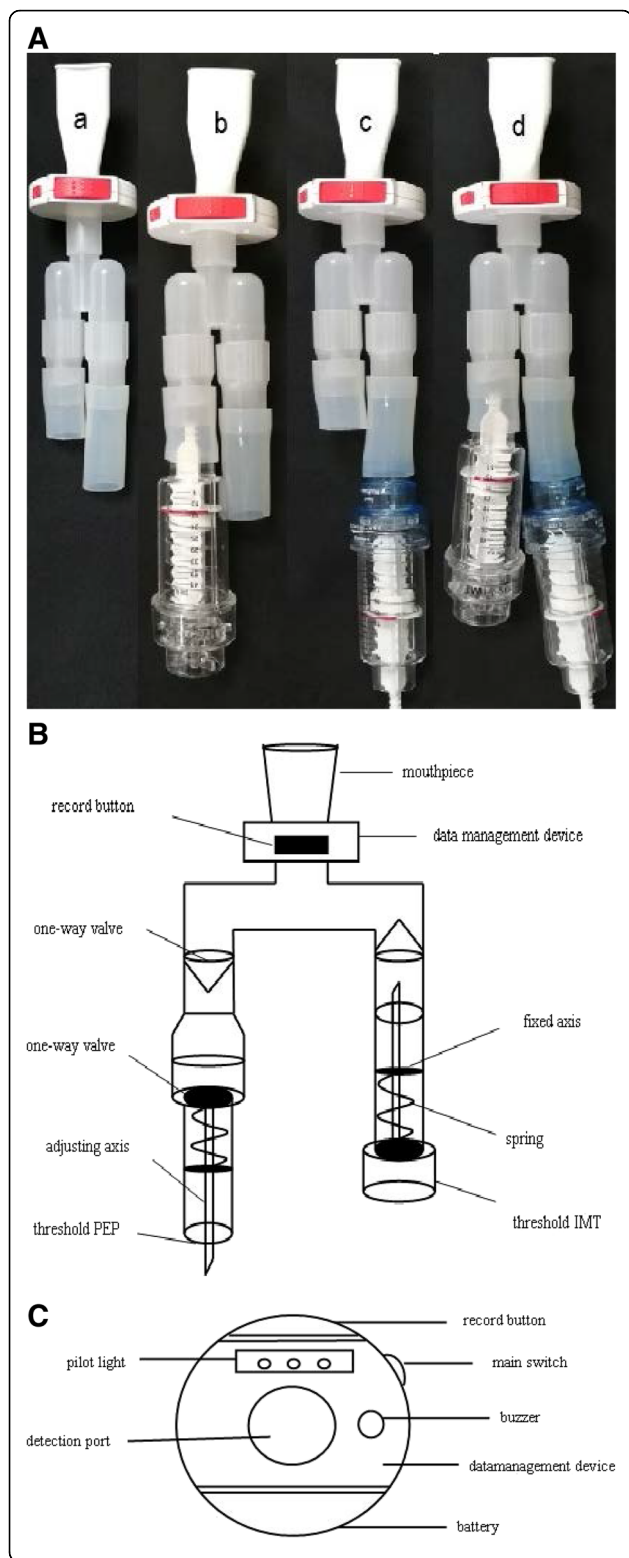 A
a b c d
B
mouthpiece
record button
data management device
one-way valve
one-way valve
fixed axis
adjusting axis
spring
threshold PEP
threshold IMT
C
record button
pilot light
main switch
buzzer
detection port
datamanagement device
battery